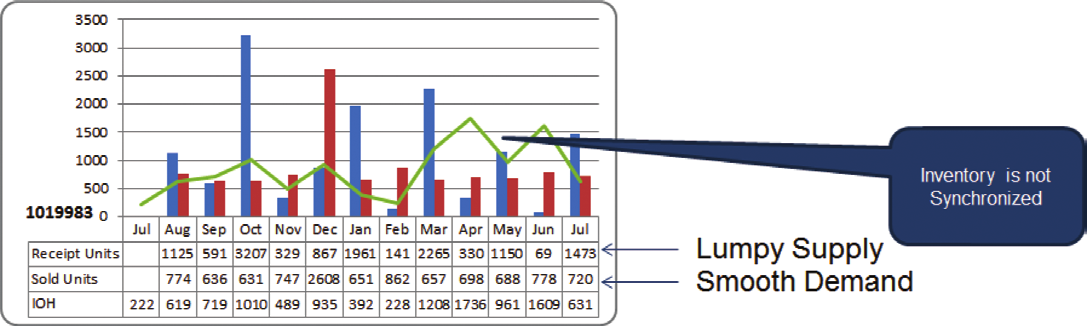 3500
3000
2500
2000
1500
1000
500
1019983 0
Jul Aug Sep Oct Nov Dec Jan Feb Mar Apr May Jun Jul
Receipt Units 1125 591 3207 329 867 1961 141 2265 330 1150 69 1473
Sold Units 774 636 631 747 2608 651 862 657 698 688 778 720
IOH 222 619 719 1010 489 935 392 228 1208 1736 961 1609 631
Inventory is not
Synchronized
Lumpy Supply
Smooth Demand